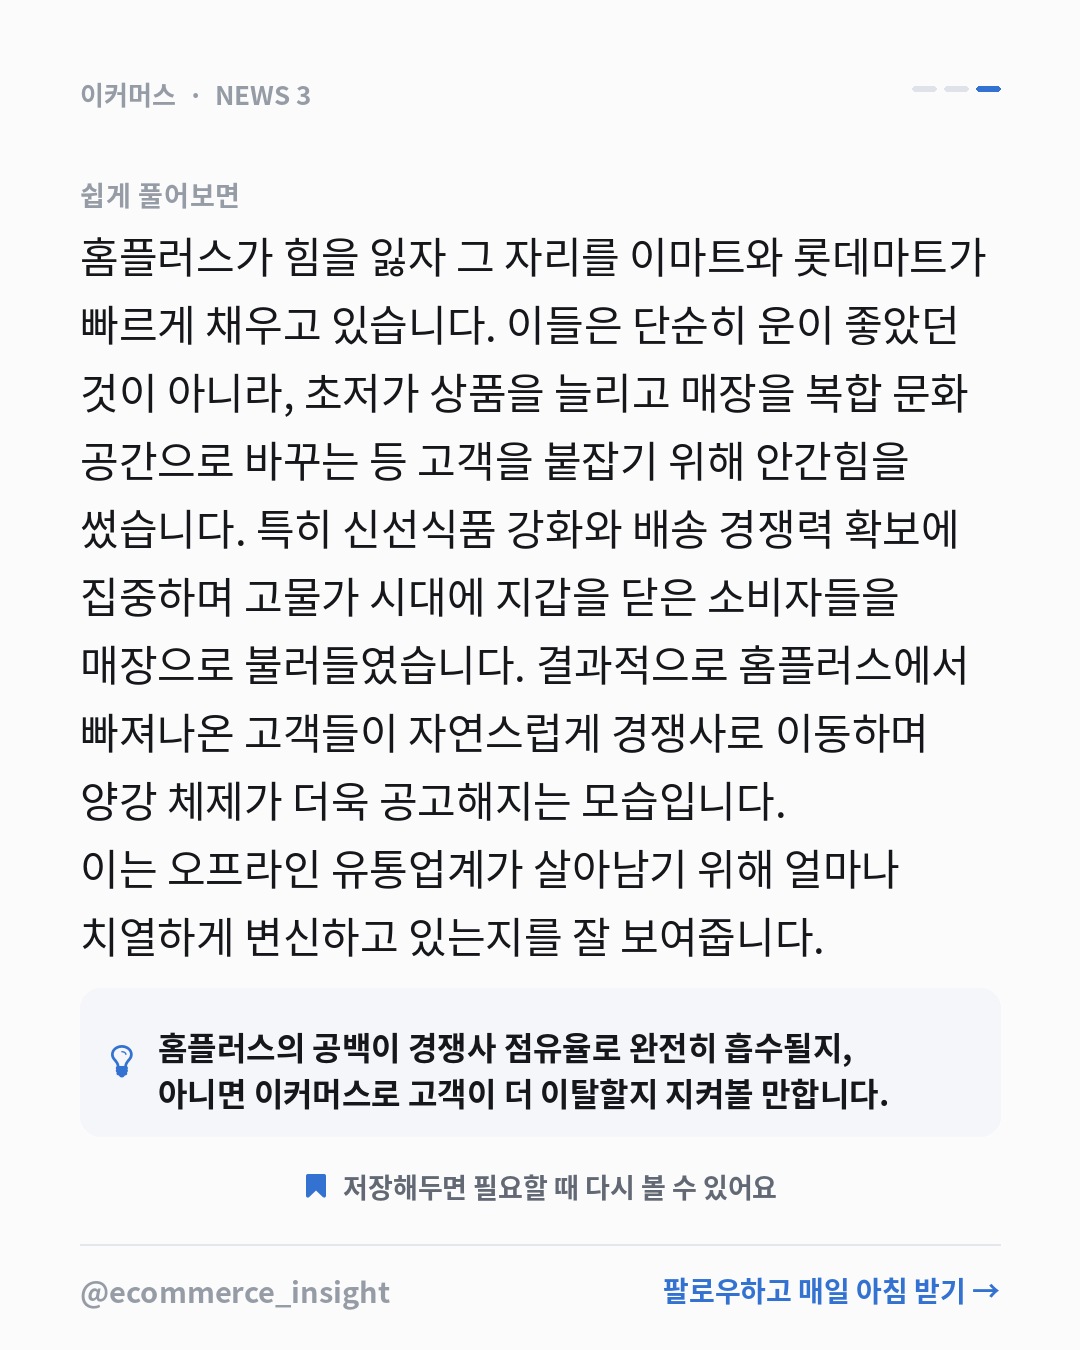 이커머스 · NEWS 3
쉽게 풀어보면
홈플러스가 힘을 잃자 그 자리를 이마트와 롯데마트가
빠르게 채우고 있습니다. 이들은 단순히 운이 좋았던
것이 아니라, 초저가 상품을 늘리고 매장을 복합 문화
공간으로 바꾸는 등 고객을 붙잡기 위해 안간힘을
썼습니다. 특히 신선식품 강화와 배송 경쟁력 확보에
집중하며 고물가 시대에 지갑을 닫은 소비자들을
매장으로 불러들였습니다. 결과적으로 홈플러스에서
빠져나온 고객들이 자연스럽게 경쟁사로 이동하며
양강 체제가 더욱 공고해지는 모습입니다.
이는 오프라인 유통업계가 살아남기 위해 얼마나
치열하게 변신하고 있는지를 잘 보여줍니다.
홈플러스의 공백이 경쟁사 점유율로 완전히 흡수될지,
아니면 이커머스로 고객이 더 이탈할지 지켜볼 만합니다.
저장해두면 필요할 때 다시 볼 수 있어요
@ecommerce_insight
팔로우하고 매일 아침 받기 →